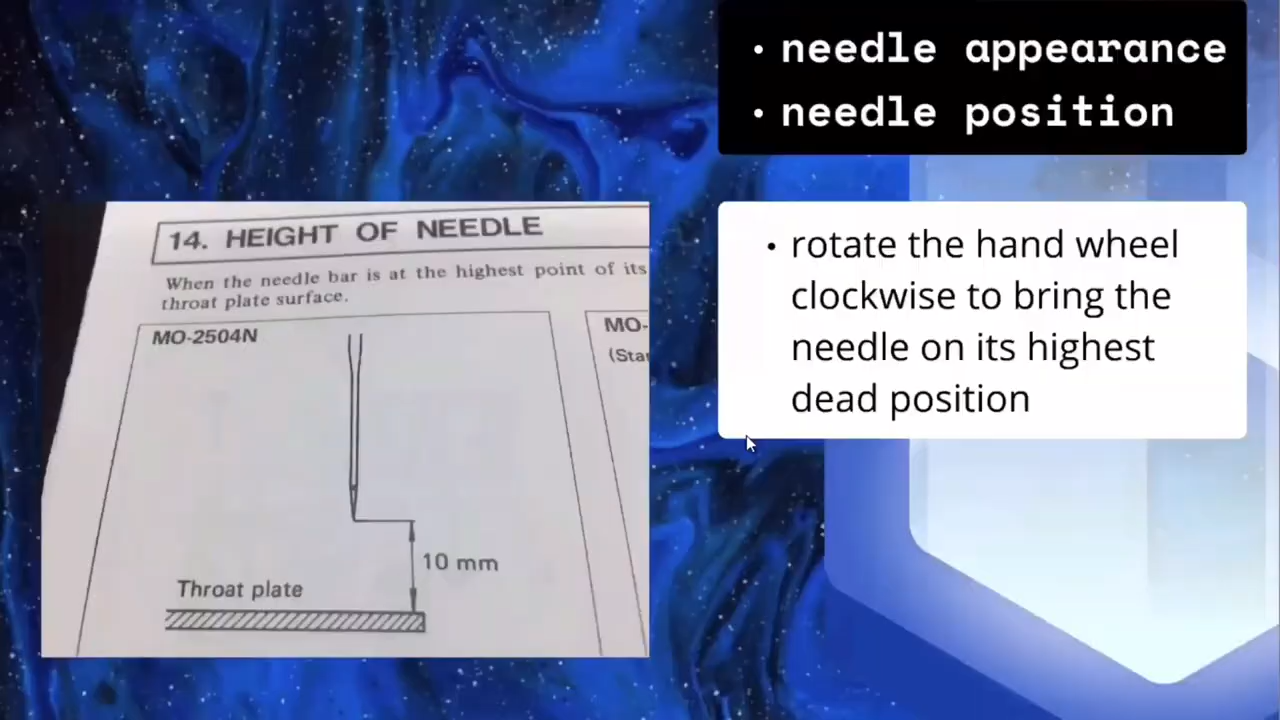 • needle appearance
• needle position
14. HEIGHT OF NEEDLE
When the needle bar is at the highest point of its
throat plate surface.
MO-2504N
MO-
(Sta
10 mm
Throat plate
• rotate the hand wheel
clockwise to bring the
needle on its highest
dead position